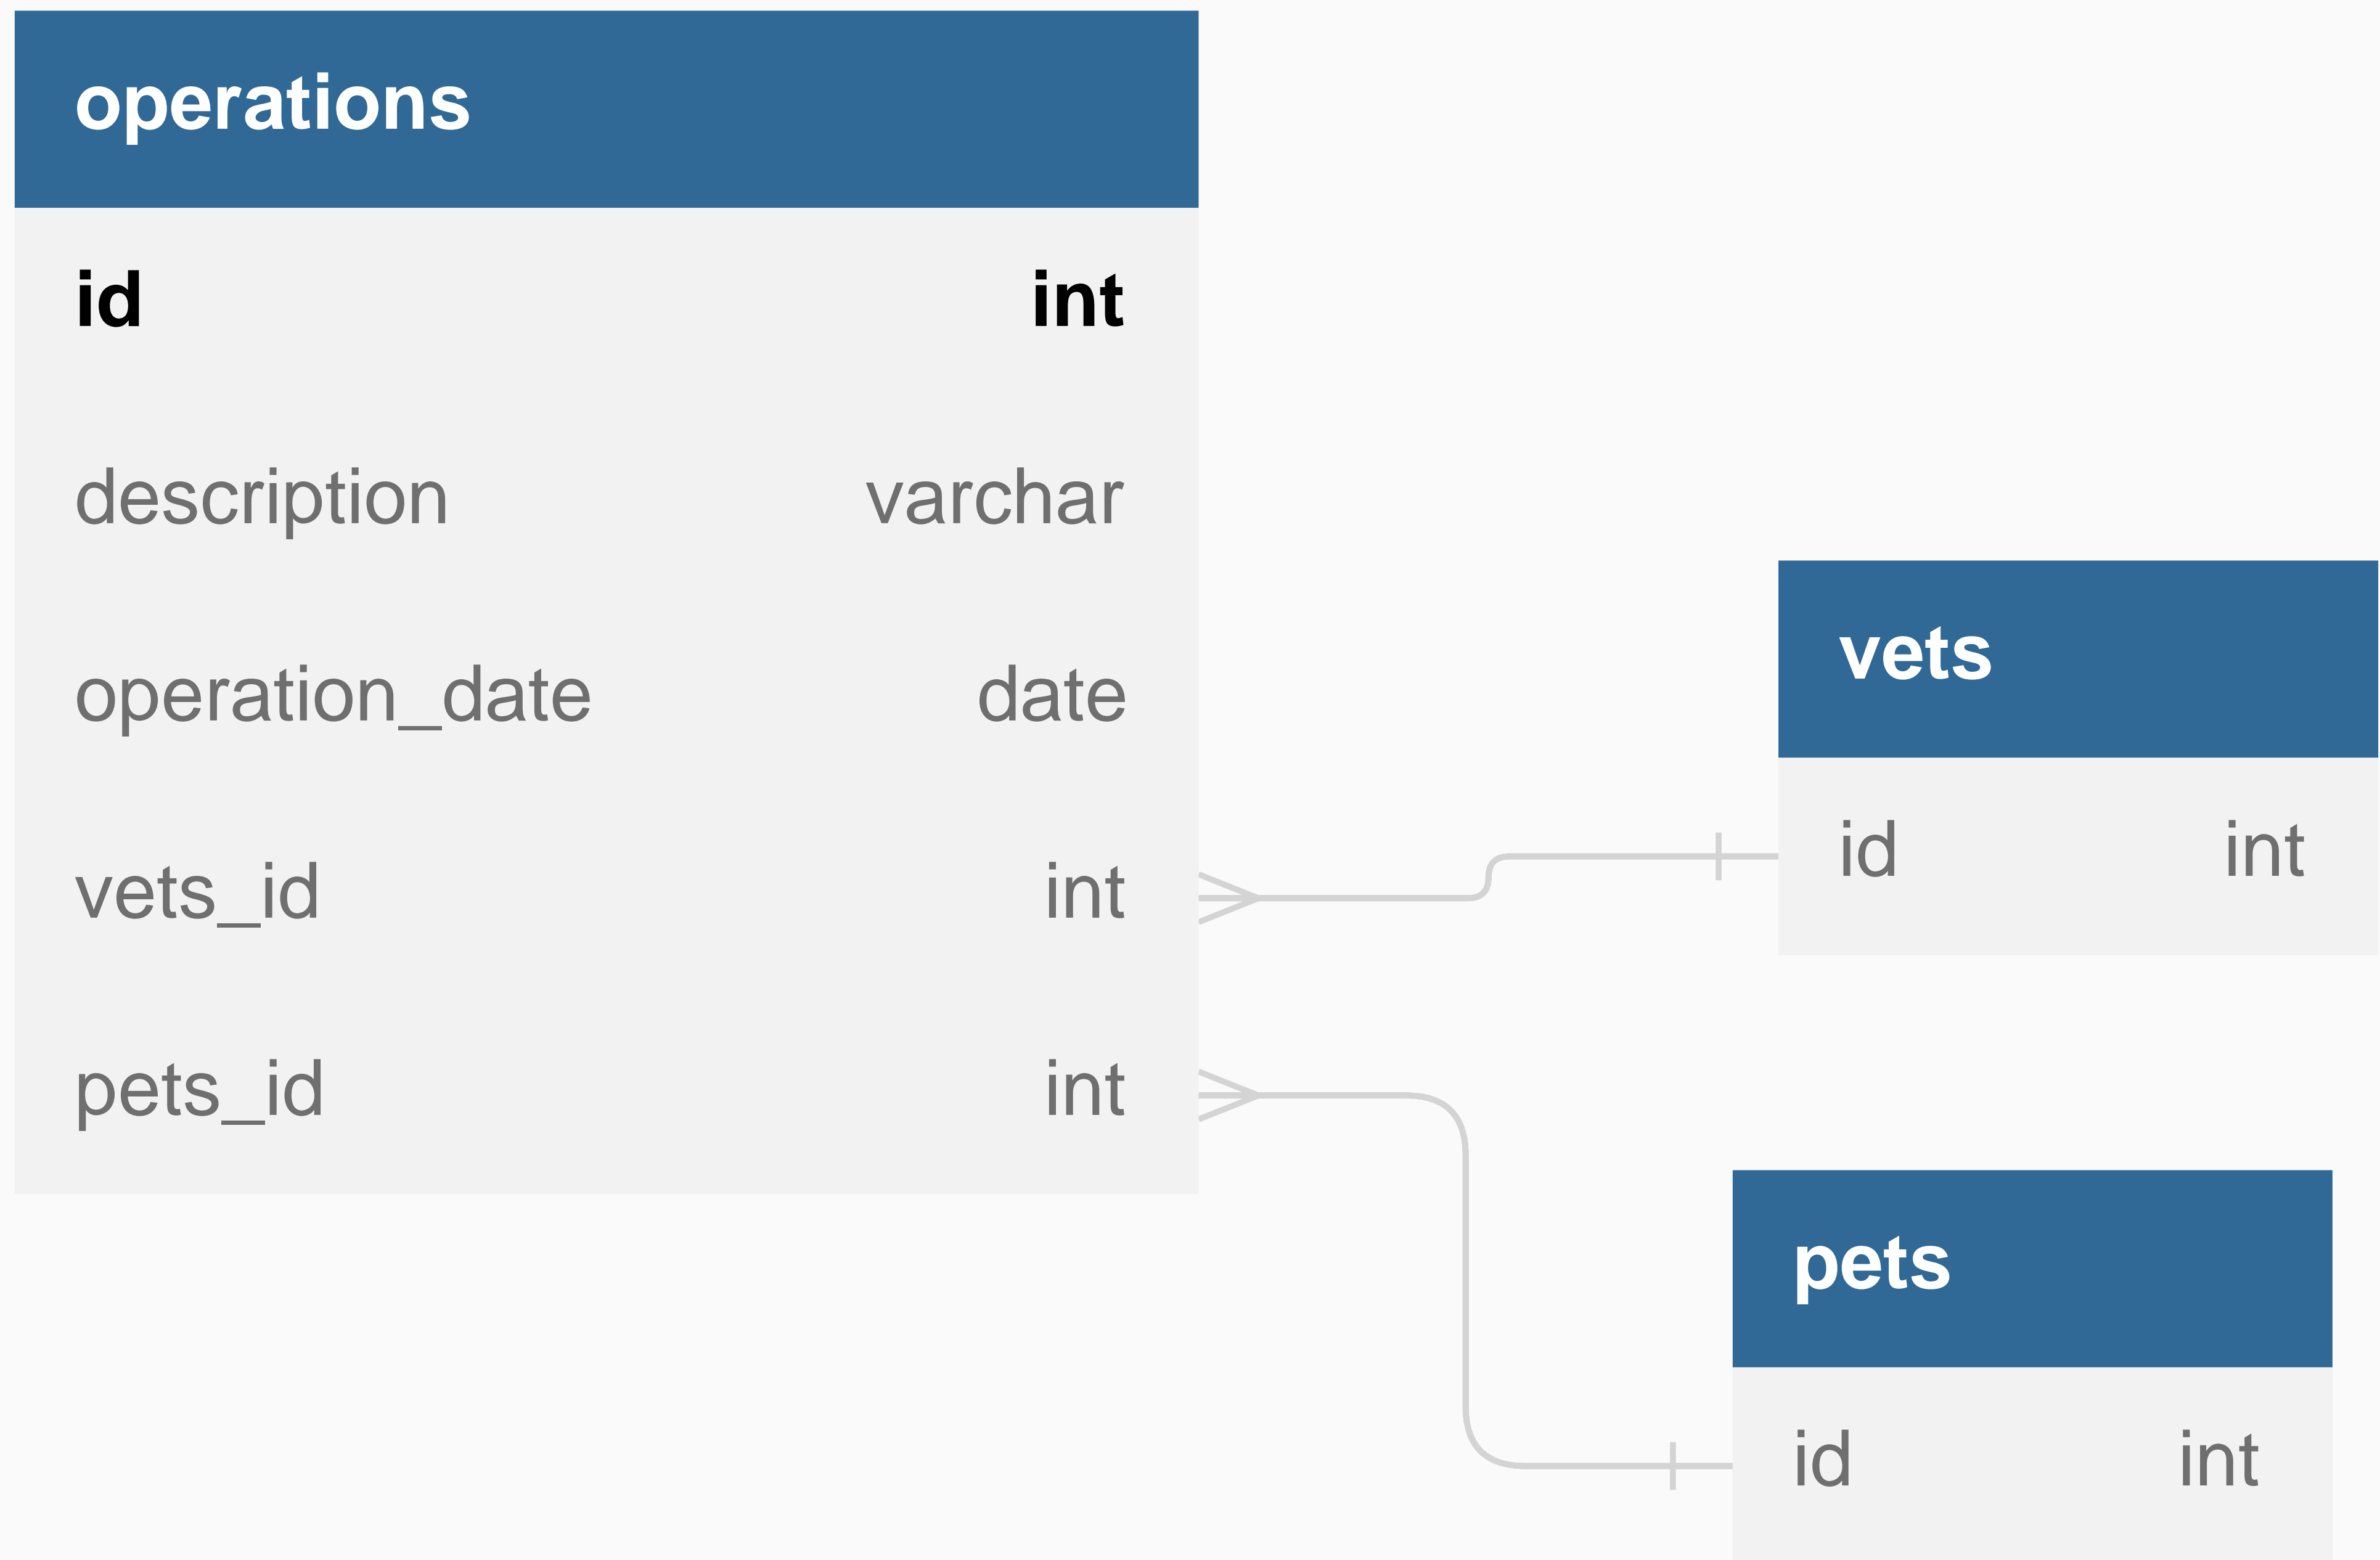 operations
id int
description varchar
operation_date date
vets_id int
pets_id int
vets
id int
pets
id int